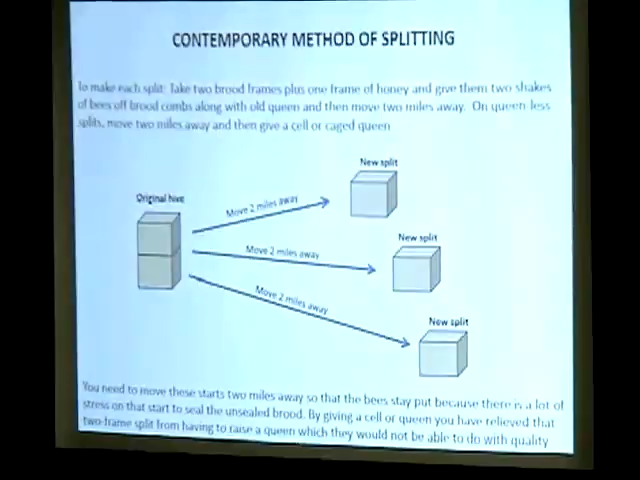 CONTEMPORARY METHOD OF SPLITTING
To make each split: Take two brood frames plus one frame of honey and give them two shakes
of bees off brood combs along with old queen and then move two miles away. On queen-less
splits, move two miles away and then give a cell or caged queen
New split
Original hive
Move 2 miles away
New split
Move 2 miles away
Move 2 miles away
New split
You need to move these starts two miles away so that the bees stay put because there is a lot of
stress on that start to seal the unsealed brood. By giving a cell or queen you have relieved that
two-frame split from having to raise a queen which they would not be able to do with quality